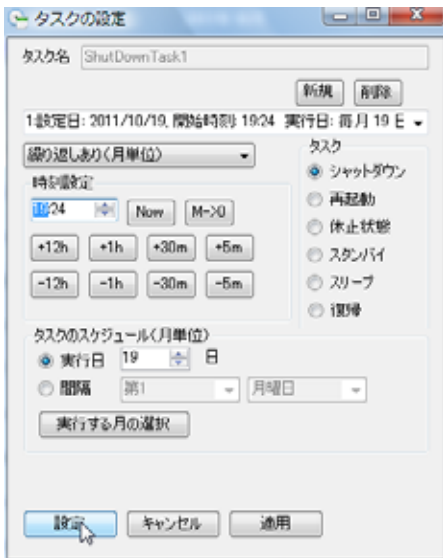 タスクの設定
タスク名 ShutDownTask1
新規 削除
1:設定日: 2011/10/19, 開始時刻: 19:24 実行日: 毎月 19 E
繰り返しあり(月単位)
タスク
シャットダウン
再起動
休止状態
スタンバイ
スリープ
復帰
時刻設定
19:24 Now M->0
+12h +1h +30m +5m
-12h -1h -30m -5m
タスクのスケジュール(月単位)
実行日 19 日
間隔 第1 月曜日
実行する月の選択
設定 キャンセル 適用